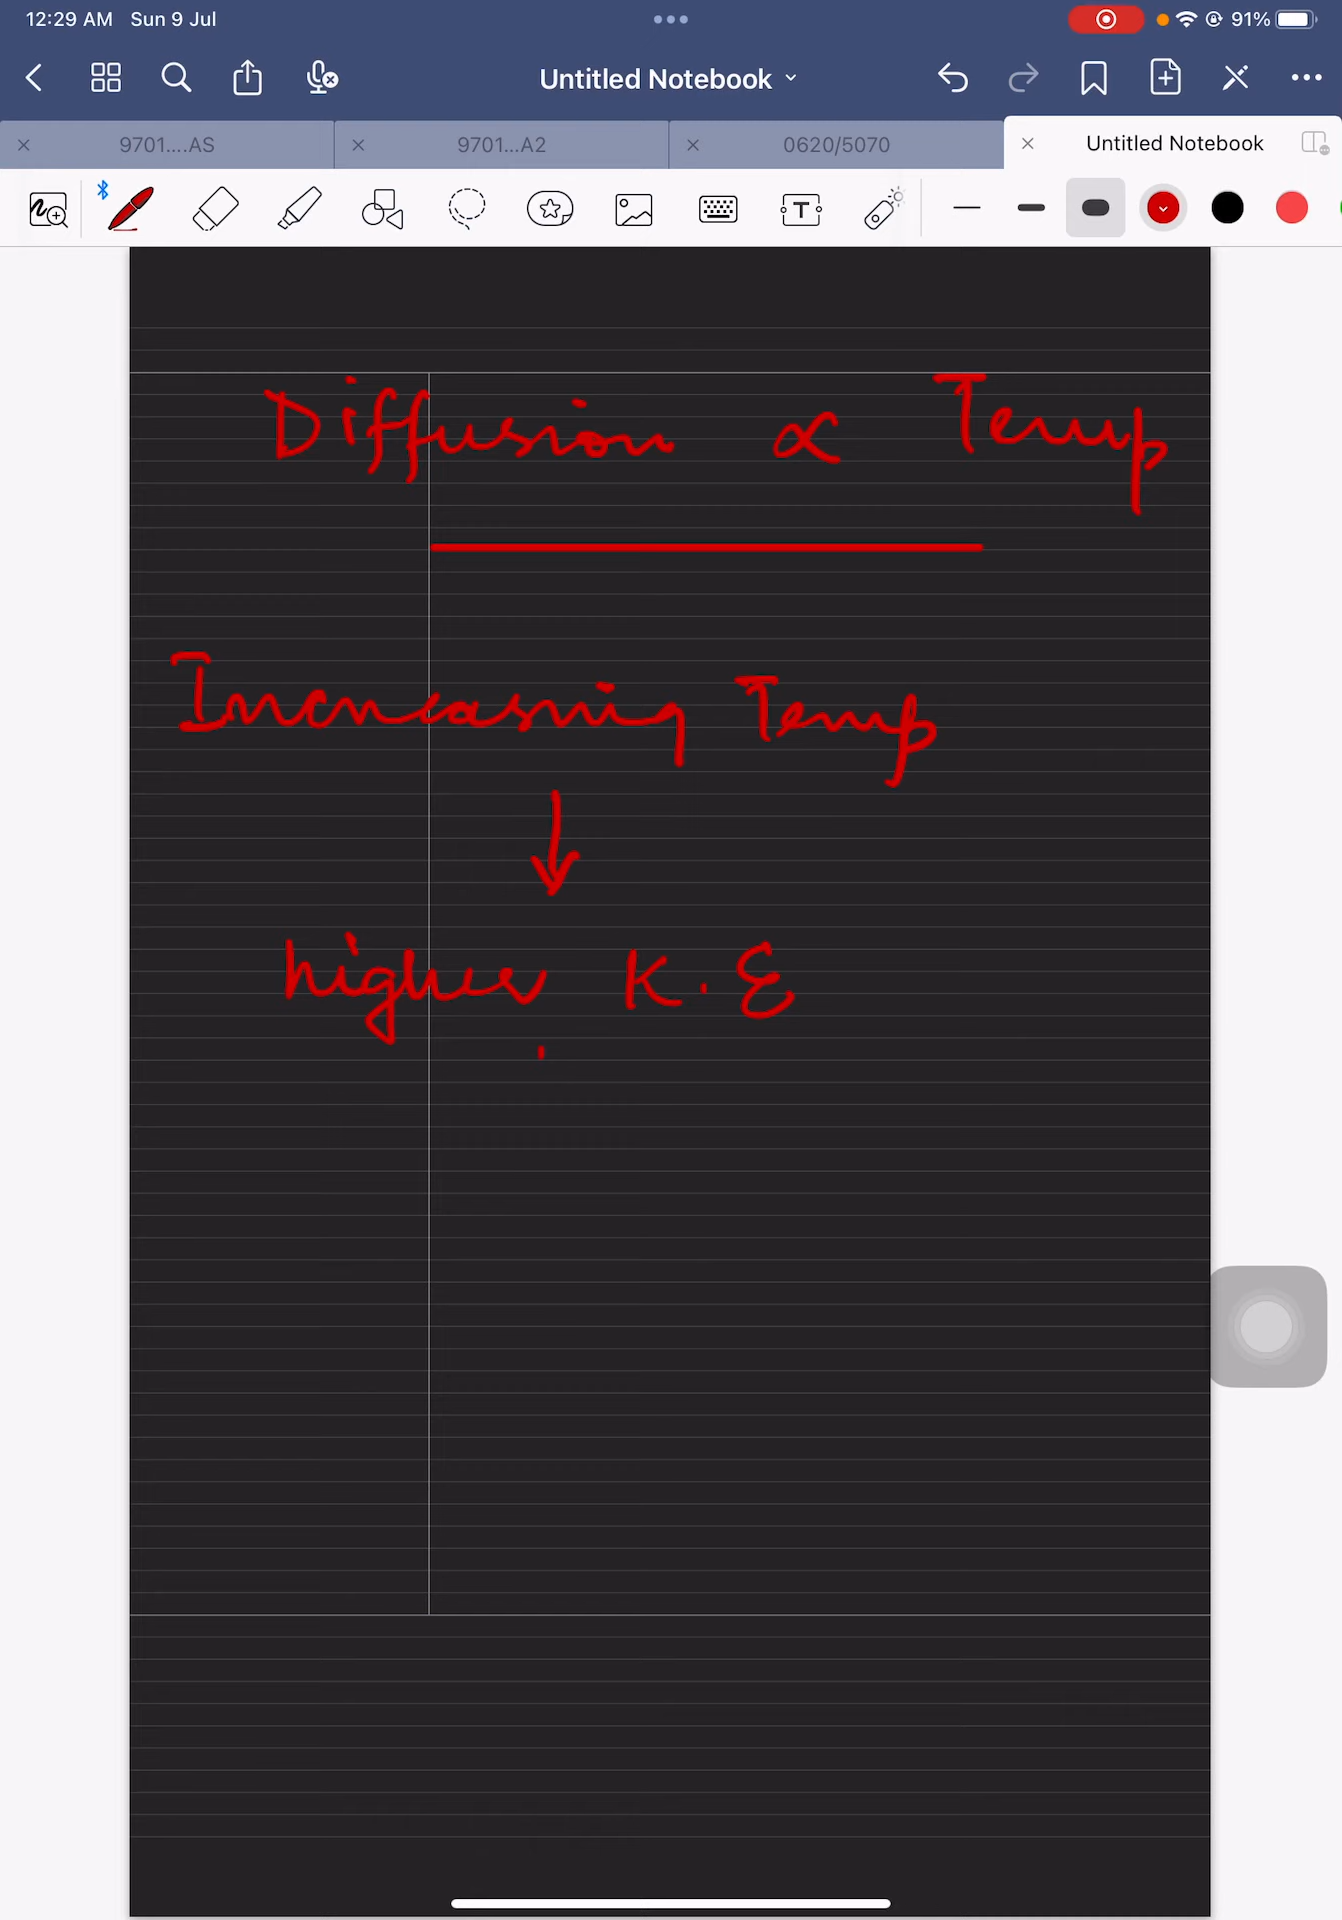 12:29 AM Sun 9 Jul
91%
Untitled Notebook
9701....AS
9701...A2
0620/5070
Untitled Notebook
T
Diffusion ∝ Temp
Increasing Temp
↓
higher K.E